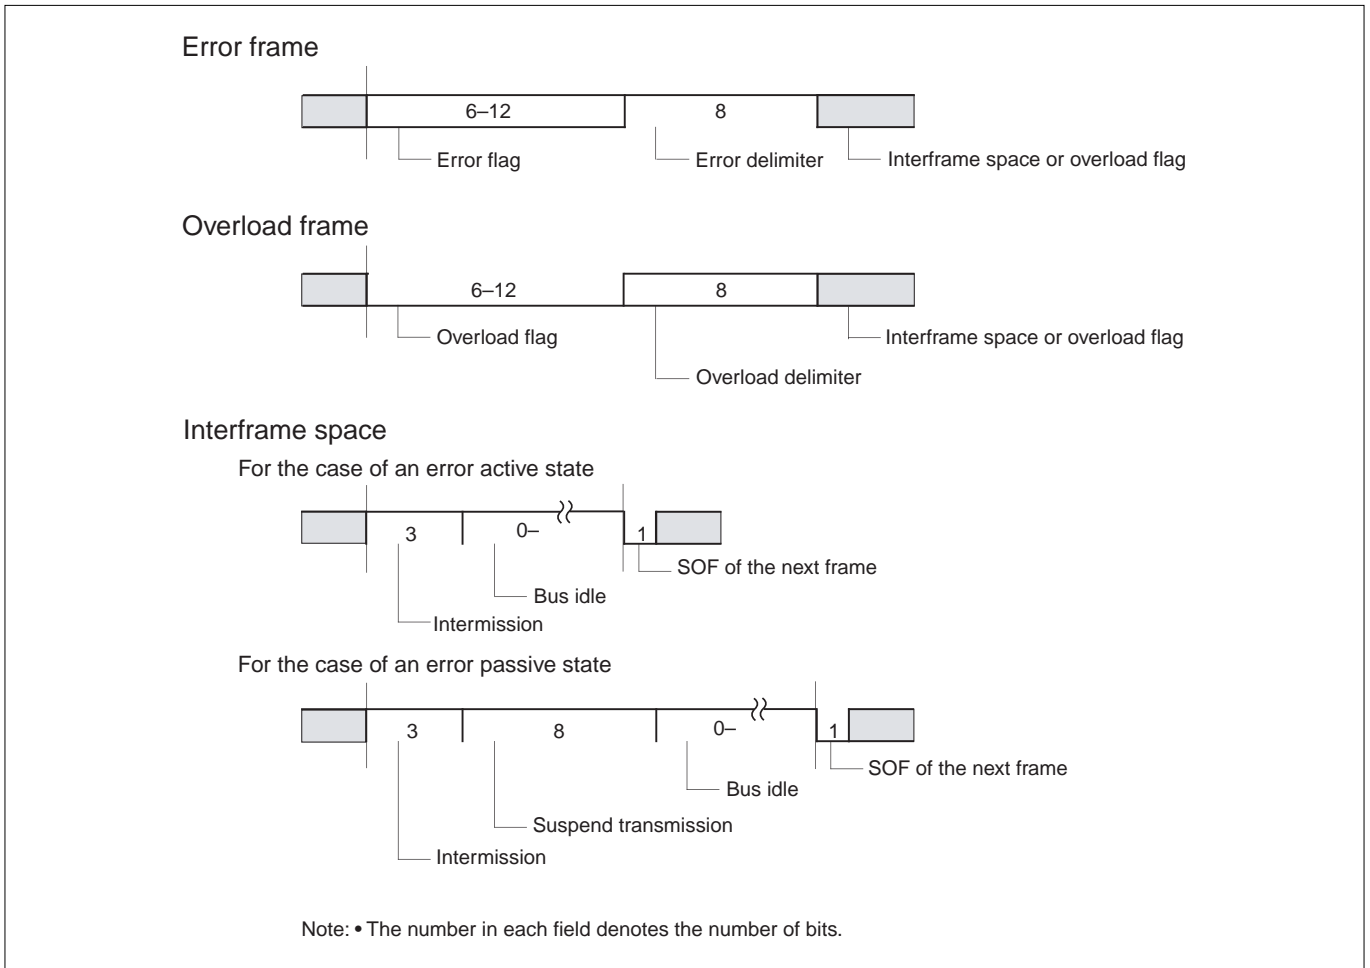 Error frame
6–12
8
Error flag
Error delimiter
Interframe space or overload flag
Overload frame
6–12
8
Overload flag
Interframe space or overload flag
Overload delimiter
Interframe space
For the case of an error active state
3
0–
1
SOF of the next frame
Bus idle
Intermission
For the case of an error passive state
3
8
0–
1
SOF of the next frame
Bus idle
Suspend transmission
Intermission
Note: • The number in each field denotes the number of bits.